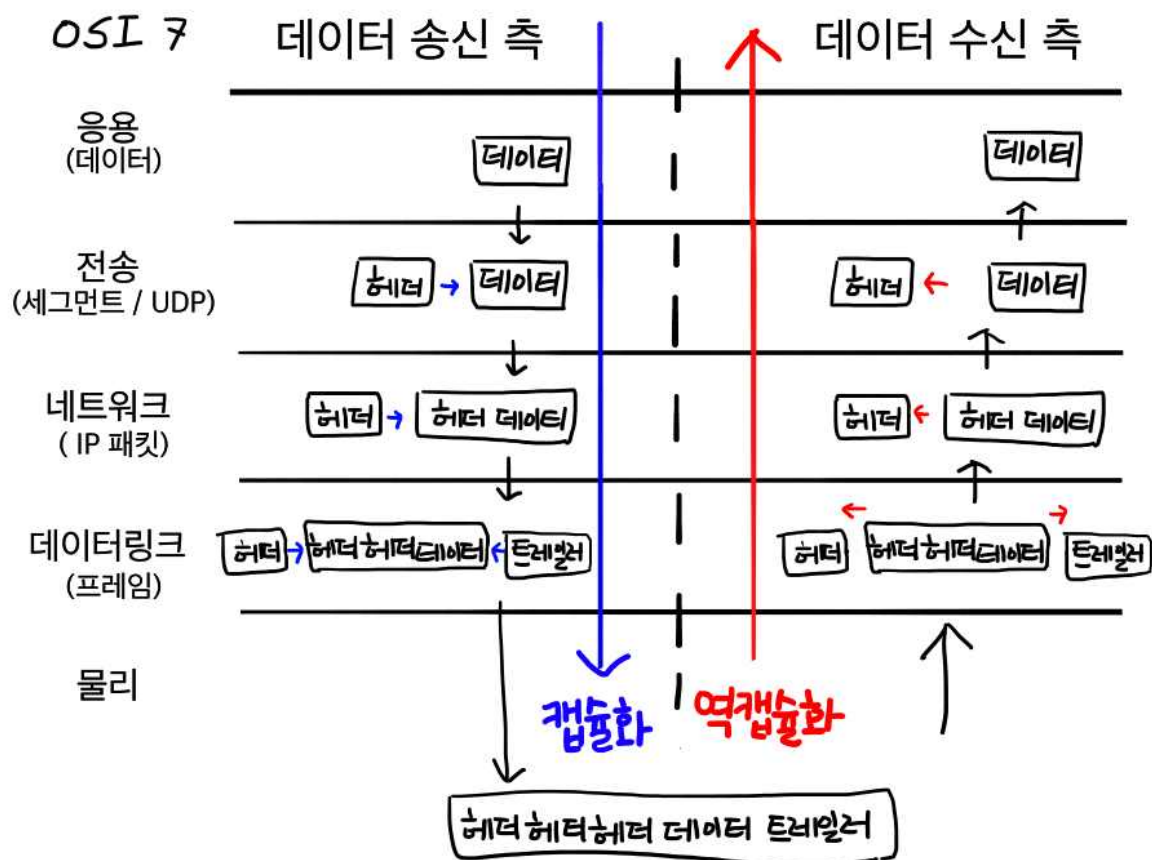 OSI 7 데이터 송신 측 데이터 수신 측
응용
(데이터)
데이터 데이터
전송
(세그먼트 / UDP)
헤더 데이터 헤더 데이터
네트워크
( IP 패킷)
헤더 헤더 데이터 헤더 헤더 데이터
데이터링크
(프레임)
헤더 헤더 헤더 데이터 트레일러 헤더 헤더 헤더 데이터 트레일러
물리
캡슐화 역캡슐화
헤더 헤더 헤더 데이터 트레일러